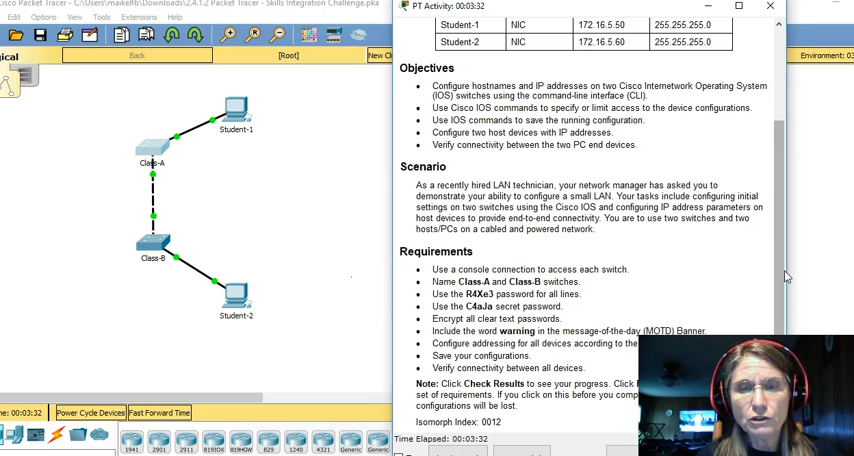 Cisco Packet Tracer - C:\Users\maikelfb\Downloads\2.4.1.2 Packet Tracer - Skills Integration Challenge.pka
Edit Options View Tools Extensions Help
Back
[Root]
New Cl
Environment: 03
Student-1
Class-A
Class-B
Student-2
Power Cycle Devices Fast Forward Time
1941 2901 2911 819IOX 819HGW 829 1240 4321 Generic Generic
PT Activity: 00:03:32
Student-1 NIC 172.16.5.50 255.255.255.0
Student-2 NIC 172.16.5.60 255.255.255.0
Objectives
• Configure hostnames and IP addresses on two Cisco Internetwork Operating System
(IOS) switches using the command-line interface (CLI).
• Use Cisco IOS commands to specify or limit access to the device configurations.
• Use IOS commands to save the running configuration.
• Configure two host devices with IP addresses.
• Verify connectivity between the two PC end devices.
Scenario
As a recently hired LAN technician, your network manager has asked you to
demonstrate your ability to configure a small LAN. Your tasks include configuring initial
settings on two switches using the Cisco IOS and configuring IP address parameters on
host devices to provide end-to-end connectivity. You are to use two switches and two
hosts/PCs on a cabled and powered network.
Requirements
• Use a console connection to access each switch.
• Name Class-A and Class-B switches.
• Use the R4Xe3 password for all lines.
• Use the C4aJa secret password.
• Encrypt all clear text passwords.
• Include the word warning in the message-of-the-day (MOTD) Banner.
• Configure addressing for all devices according to the
• Save your configurations.
• Verify connectivity between all devices.
Note: Click Check Results to see your progress. Click
set of requirements. If you click on this before you comp
configurations will be lost.
Isomorph Index: 0012
Time Elapsed: 00:03:32